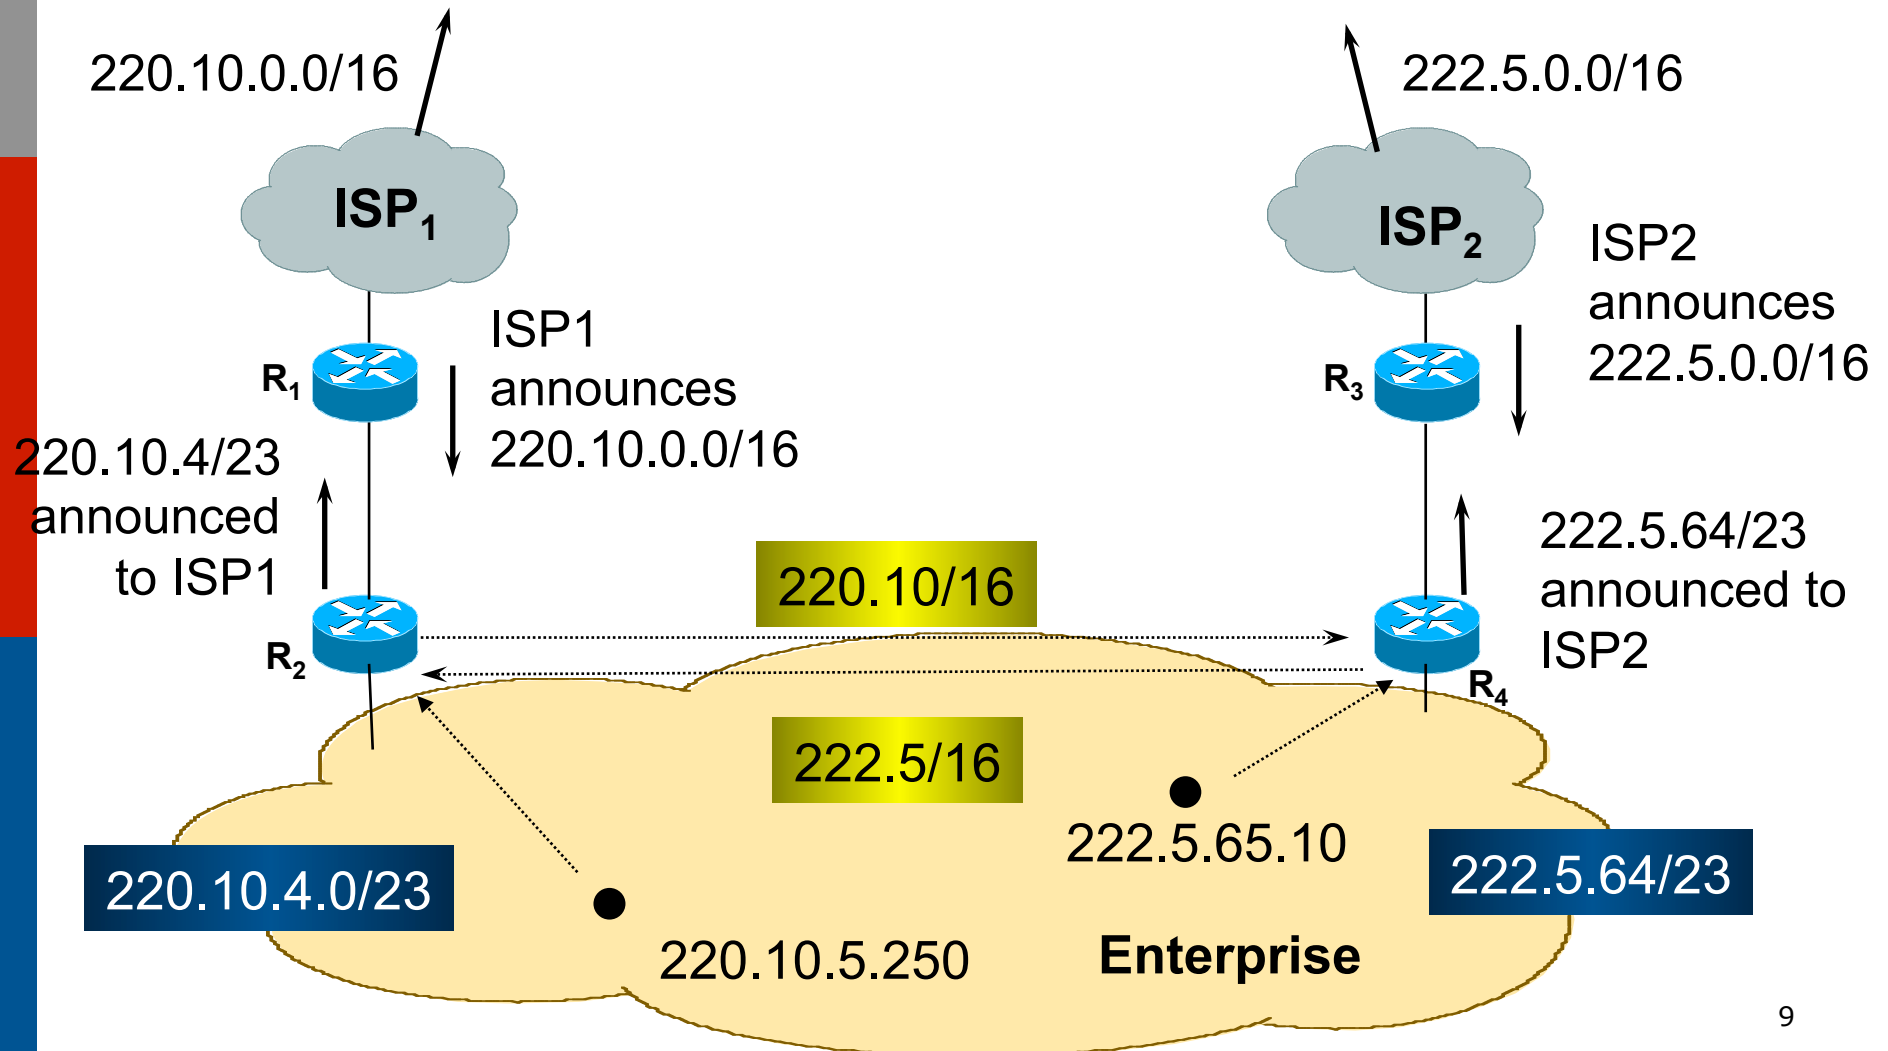 220.10.0.0/16
222.5.0.0/16
ISP1
ISP2
ISP2
announces
222.5.0.0/16
ISP1
announces
220.10.0.0/16
R1
R3
220.10.4/23
announced
to ISP1
222.5.64/23
announced to
ISP2
220.10/16
R2
R4
222.5/16
222.5.65.10
220.10.4.0/23
222.5.64/23
220.10.5.250
Enterprise
9